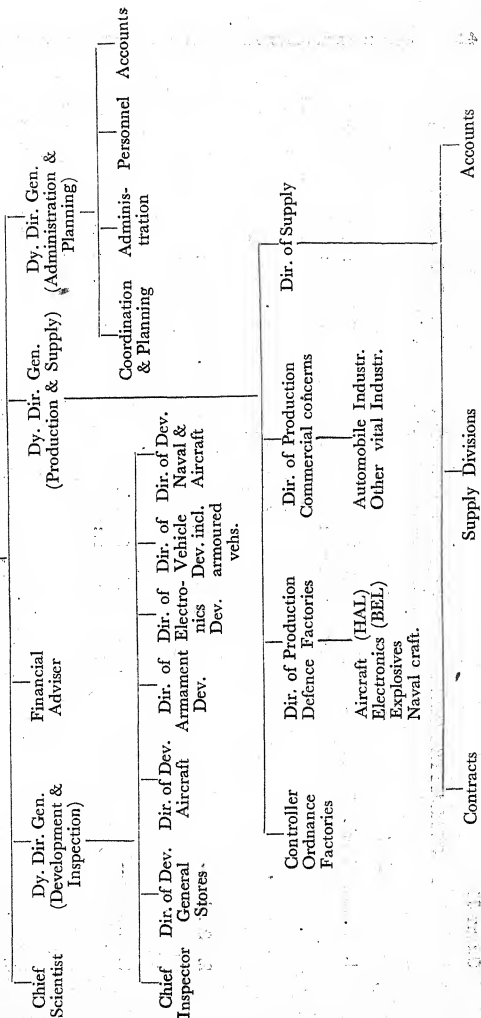 Chief
Scientist
Dy. Dir. Gen.
(Development &
Inspection)
Financial
Adviser
Dy. Dir. Gen.
(Production & Supply)
Dy. Dir. Gen.
(Administration &
Planning)
Coordination
& Planning
Adminis-
tration
Personnel
Accounts
Chief
Inspector
Dir. of Dev.
General
Stores
Dir. of Dev.
Aircraft
Dir. of
Armament
Dev.
Dir. of
Electro-
nics
Dev.
Dir. of
Vehicle
Dev. incl.
armoured
vehs.
Dir. of Dev.
Naval &
Aircraft
Controller
Ordnance
Factories
Dir. of Production
Defence Factories
Aircraft (HAL)
Electronics (BEL)
Explosives
Naval craft.
Dir. of Production
Commercial concerns
Automobile Industr.
Other vital Industr.
Dir. of Supply
Contracts
Supply Divisions
Accounts